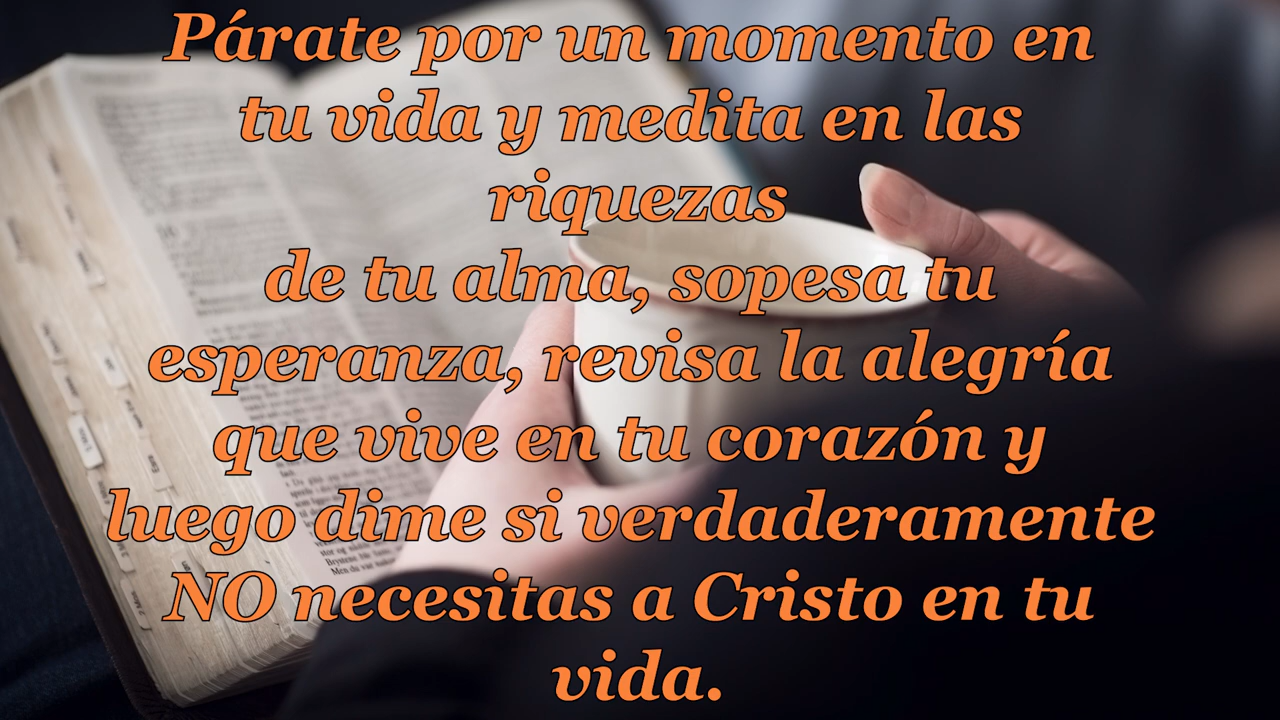 Párate por un momento en
tu vida y medita en las
riquezas
de tu alma, sopesa tu
esperanza, revisa la alegría
que vive en tu corazón y
luego dime si verdaderamente
NO necesitas a Cristo en tu
vida.